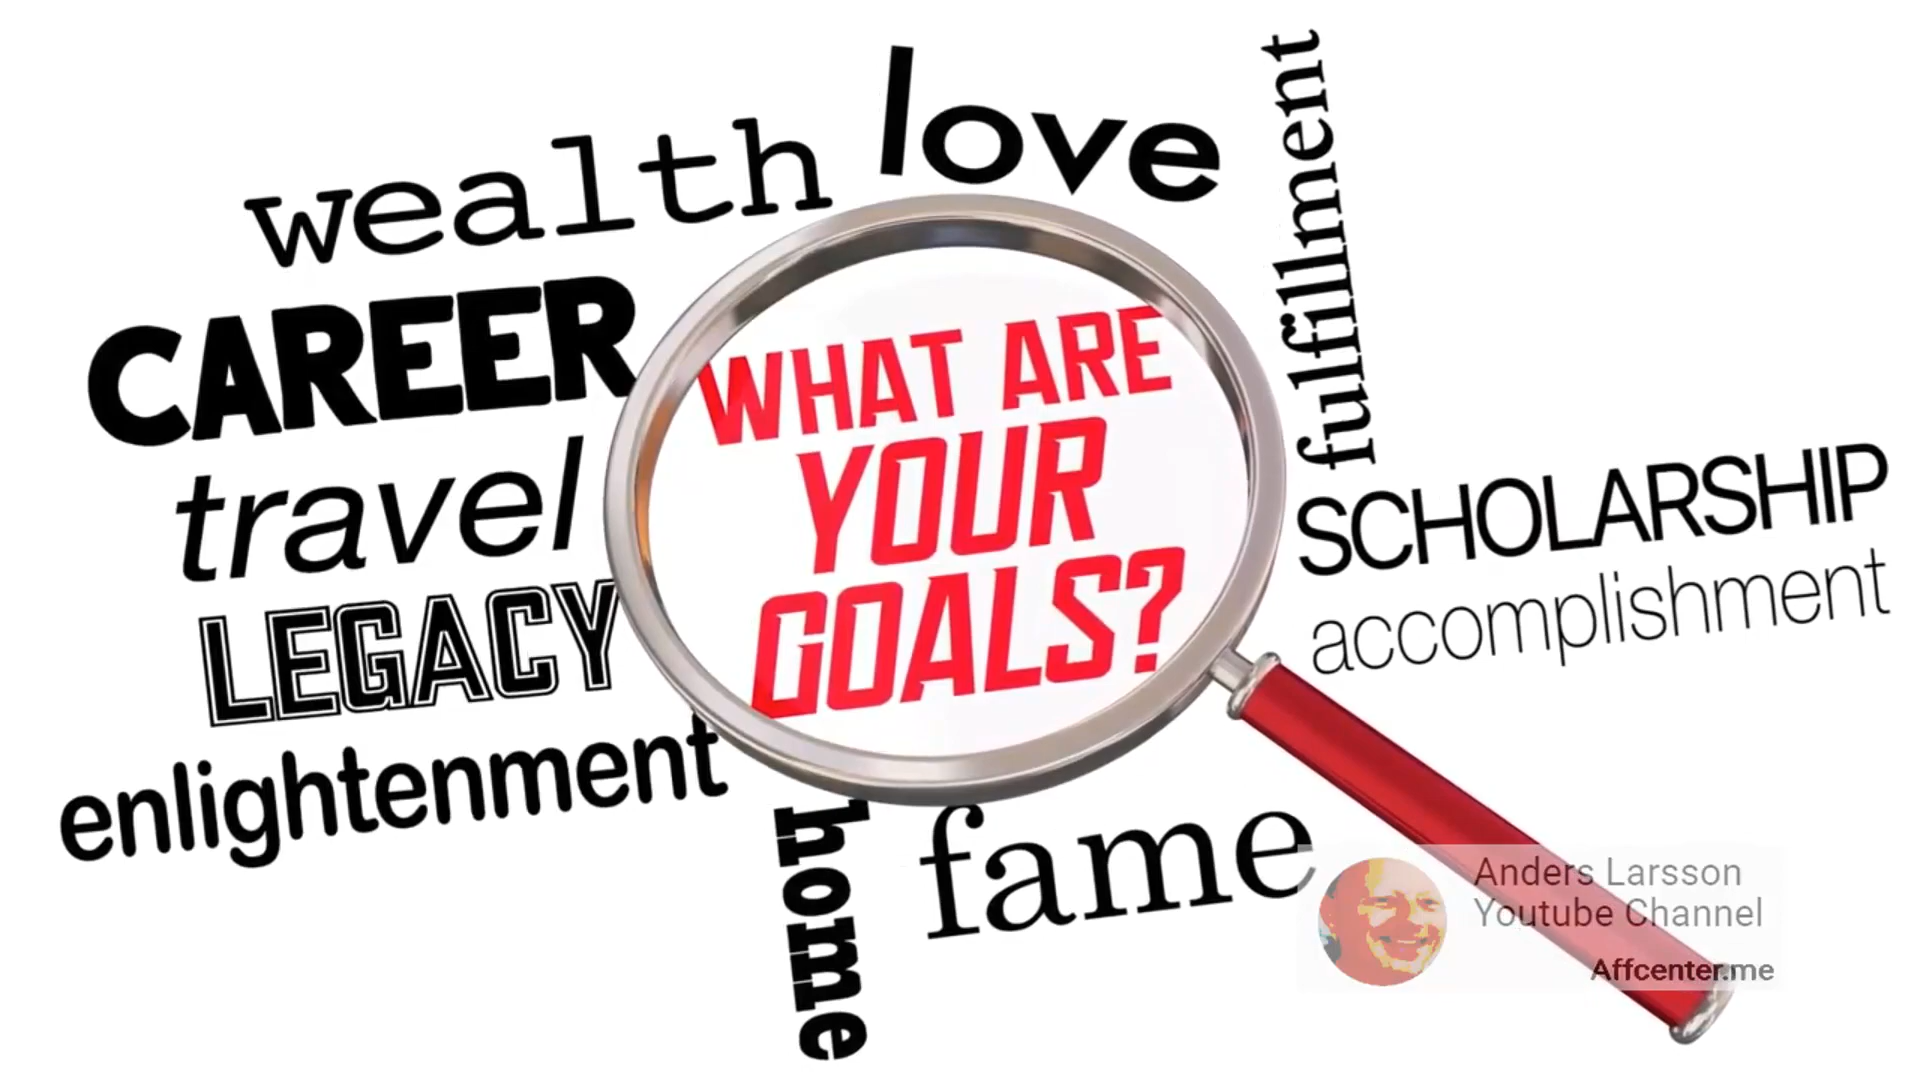 love
wealth
fulfillment
CAREER
WHAT ARE
YOUR
GOALS?
travel
SCHOLARSHIP
accomplishment
LEGACY
enlightenment
home
fame
Anders Larsson
Youtube Channel
Affcenter.me